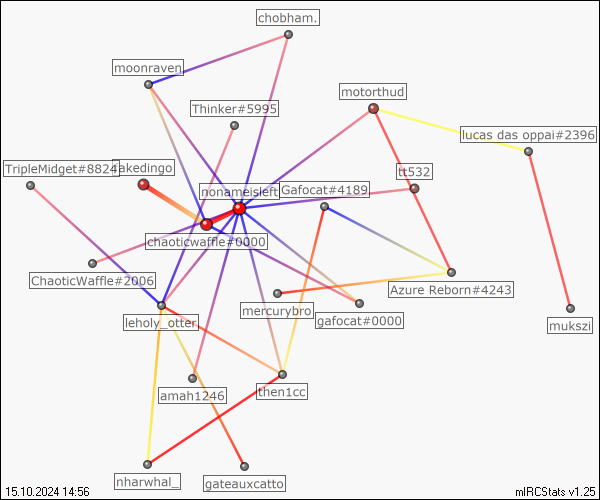 chobham.
moonraven
motorthud
Thinker#5995
lucas das oppai#2396
TripleMidget#8824
akedingo
tt532
nonameisleft
Gafocat#4189
chaoticwaffle#0000
ChaoticWaffle#2006
Azure Reborn#4243
mercurybro
gafocat#0000
leholy_otter
mukszi
amah1246
then1cc
nharwhal_
gateauxcatto
15.10.2024 14:56
mIRCStats v1.25